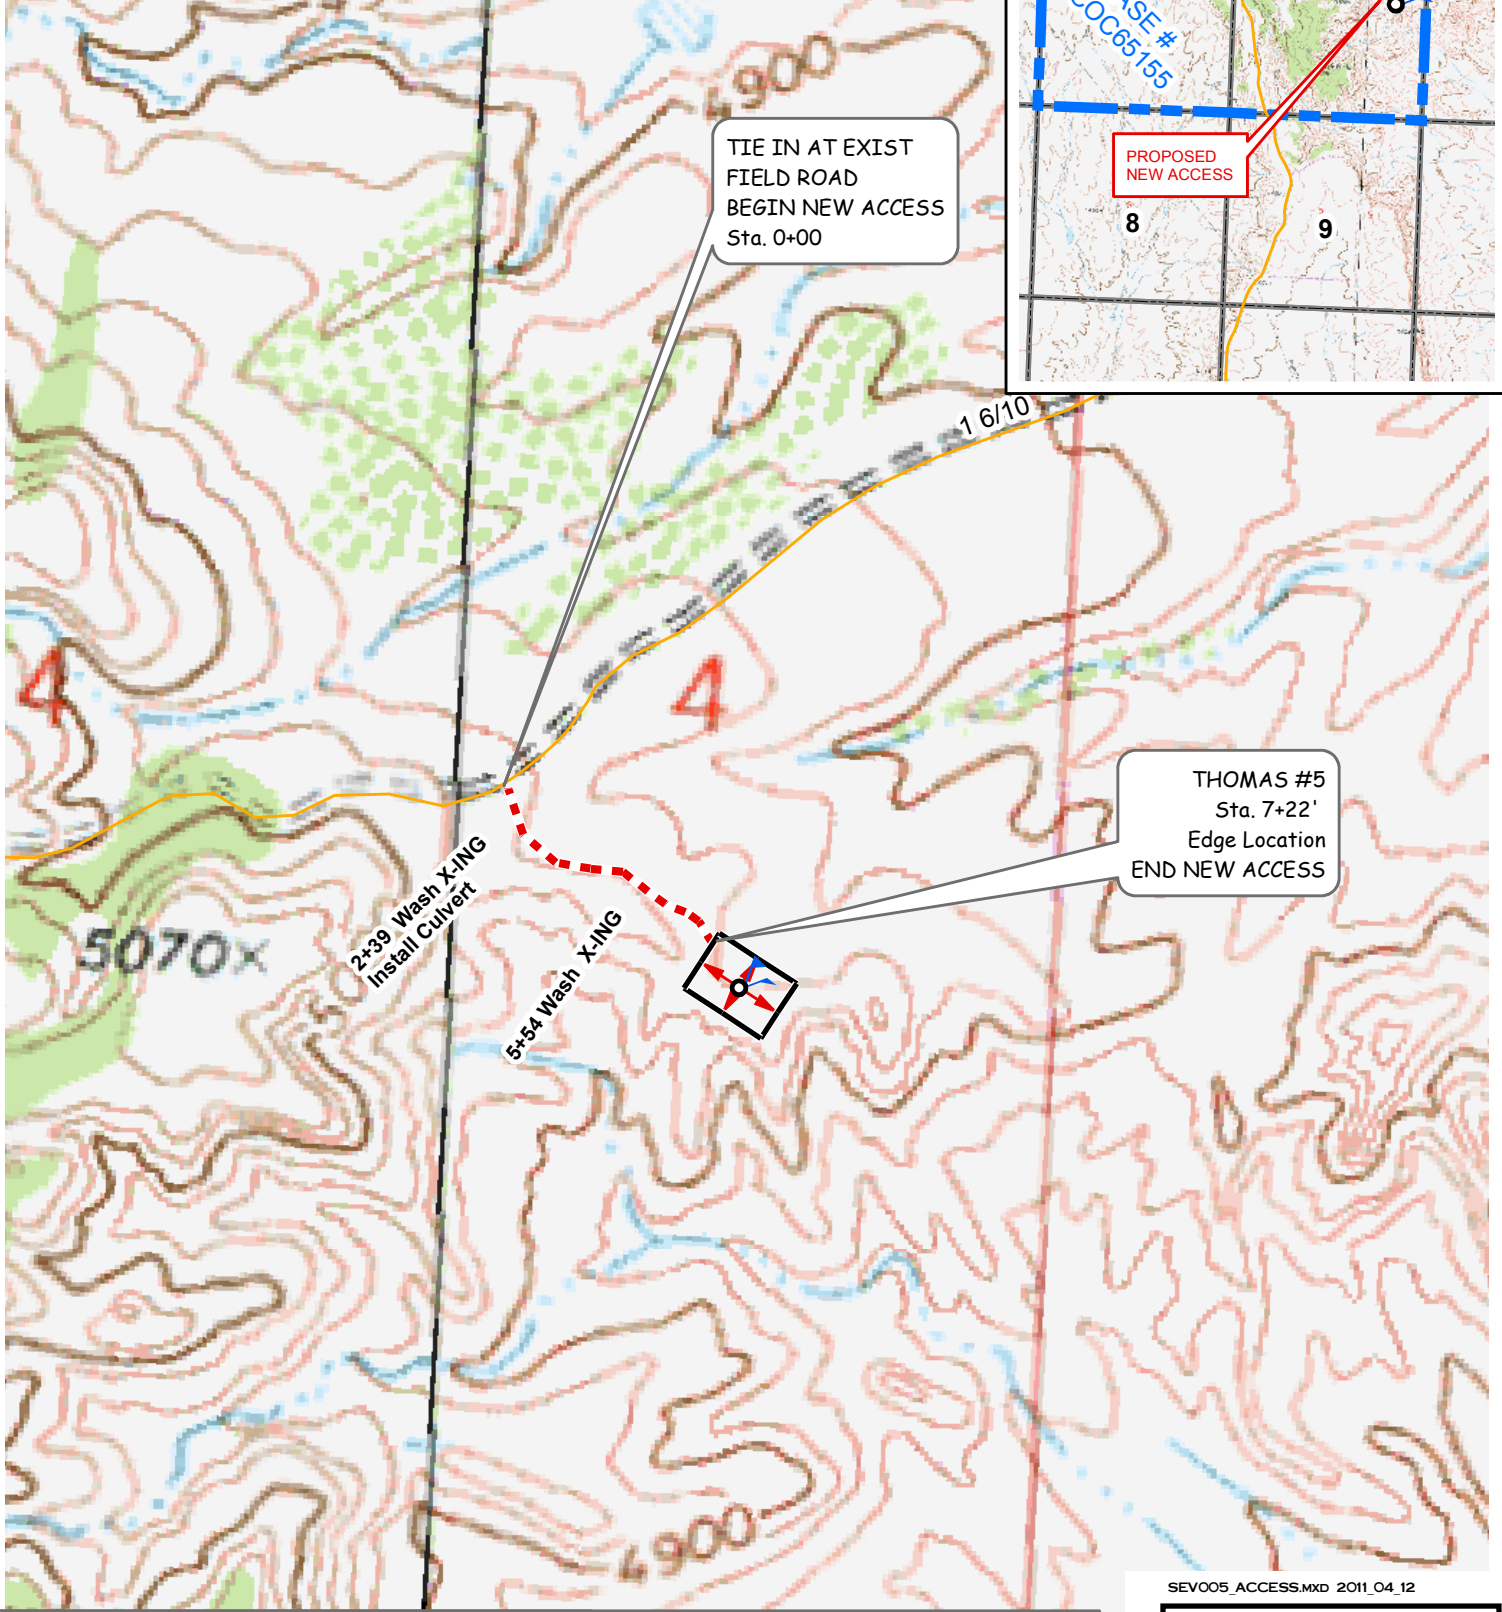 4900
TIE IN AT EXIST
FIELD ROAD
BEGIN NEW ACCESS
Sta. 0+00
ASE #
COC65155
PROPOSED
NEW ACCESS
8
9
1 6/10
4
4
THOMAS #5
Sta. 7+22'
Edge Location
END NEW ACCESS
2+39 Wash X-ING
Install Culvert
5070×
5+54 Wash X-ING
4900
SEV005_ACCESS.MXD 2011_04_12